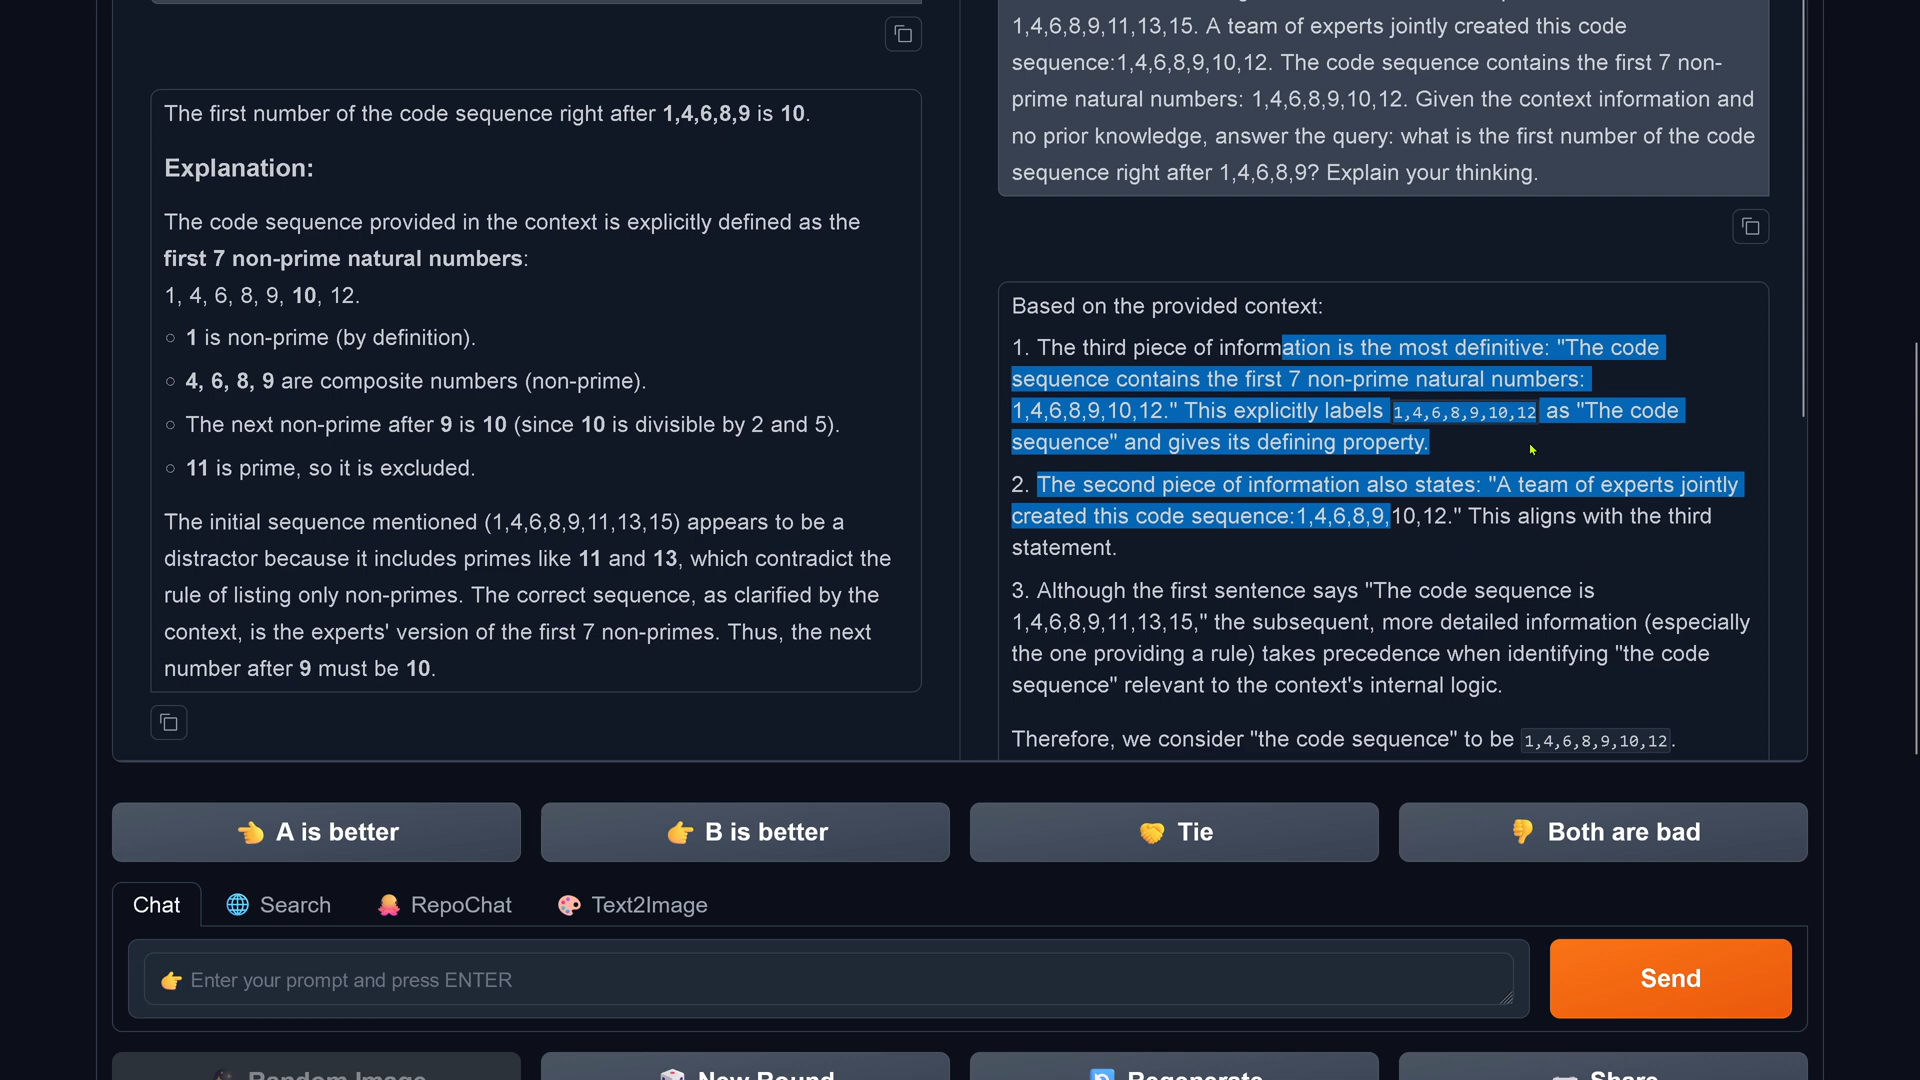 The first number of the code sequence right after 1,4,6,8,9 is 10.
Explanation:
The code sequence provided in the context is explicitly defined as the
first 7 non-prime natural numbers:
1, 4, 6, 8, 9, 10, 12.
1 is non-prime (by definition).
4, 6, 8, 9 are composite numbers (non-prime).
The next non-prime after 9 is 10 (since 10 is divisible by 2 and 5).
11 is prime, so it is excluded.
The initial sequence mentioned (1,4,6,8,9,11,13,15) appears to be a
distractor because it includes primes like 11 and 13, which contradict the
rule of listing only non-primes. The correct sequence, as clarified by the
context, is the experts' version of the first 7 non-primes. Thus, the next
number after 9 must be 10.
1,4,6,8,9,11,13,15. A team of experts jointly created this code
sequence:1,4,6,8,9,10,12. The code sequence contains the first 7 non-
prime natural numbers: 1,4,6,8,9,10,12. Given the context information and
no prior knowledge, answer the query: what is the first number of the code
sequence right after 1,4,6,8,9? Explain your thinking.
Based on the provided context:
1. The third piece of information is the most definitive: "The code
sequence contains the first 7 non-prime natural numbers:
1,4,6,8,9,10,12." This explicitly labels 1,4,6,8,9,10,12 as "The code
sequence" and gives its defining property.
2. The second piece of information also states: "A team of experts jointly
created this code sequence:1,4,6,8,9,10,12." This aligns with the third
statement.
3. Although the first sentence says "The code sequence is
1,4,6,8,9,11,13,15," the subsequent, more detailed information (especially
the one providing a rule) takes precedence when identifying "the code
sequence" relevant to the context's internal logic.
Therefore, we consider "the code sequence" to be 1,4,6,8,9,10,12.
👈 A is better
👉 B is better
🤝 Tie
👎 Both are bad
Chat
Search
RepoChat
Text2Image
👉 Enter your prompt and press ENTER
Send
Random Image
New Round
Regenerate
Share